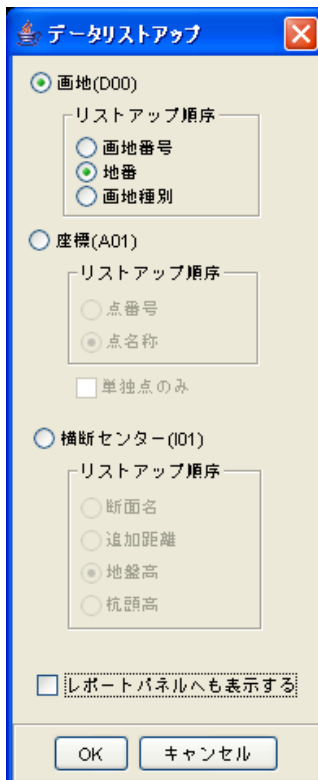 データリストアップ
画地(D00)
リストアップ順序
画地番号
地番
画地種別
座標(A01)
リストアップ順序
点番号
点名称
単独点のみ
横断センター(I01)
リストアップ順序
断面名
追加距離
地盤高
杭頭高
レポートパネルへも表示する
OK キャンセル